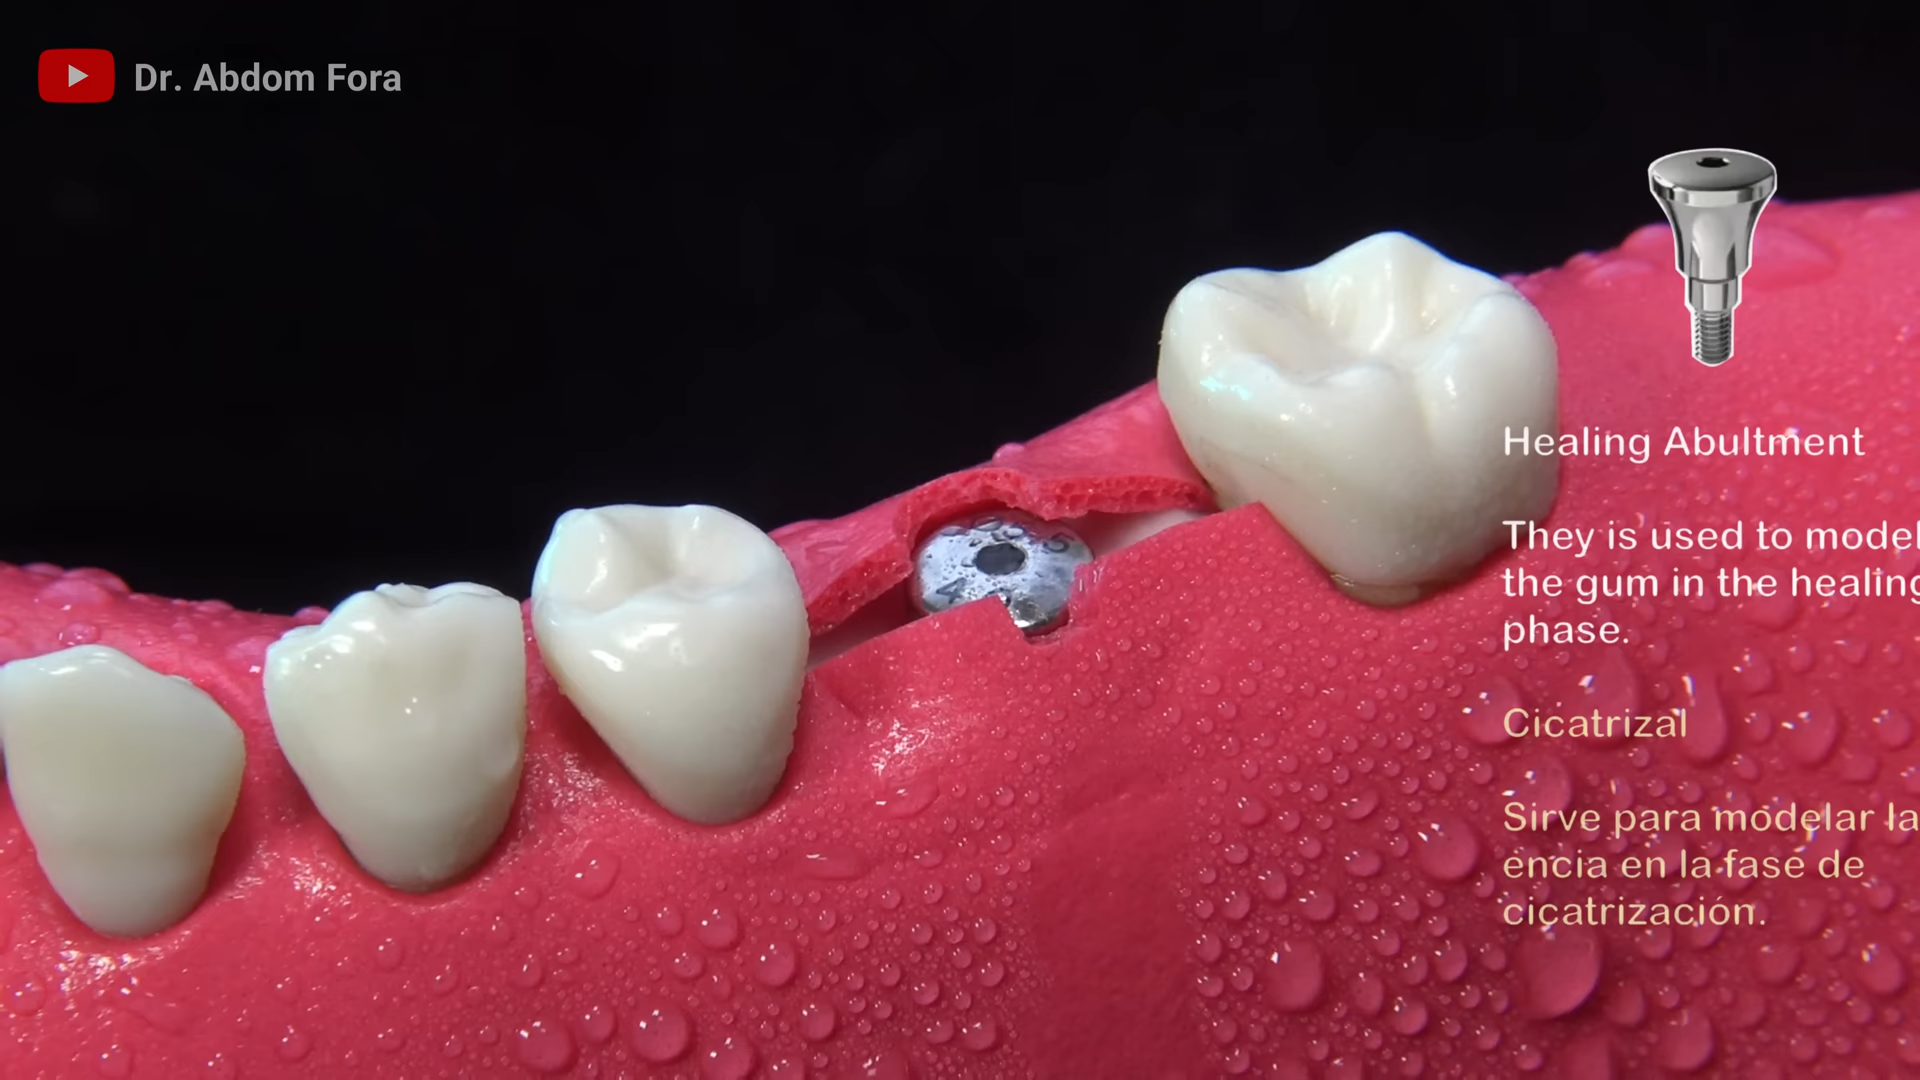 Dr. Abdom Fora
Healing Abultment
They is used to model
the gum in the healing
phase.
Cicatrizal
Sirve para modelar la
encia en la fase de
cicatrización.